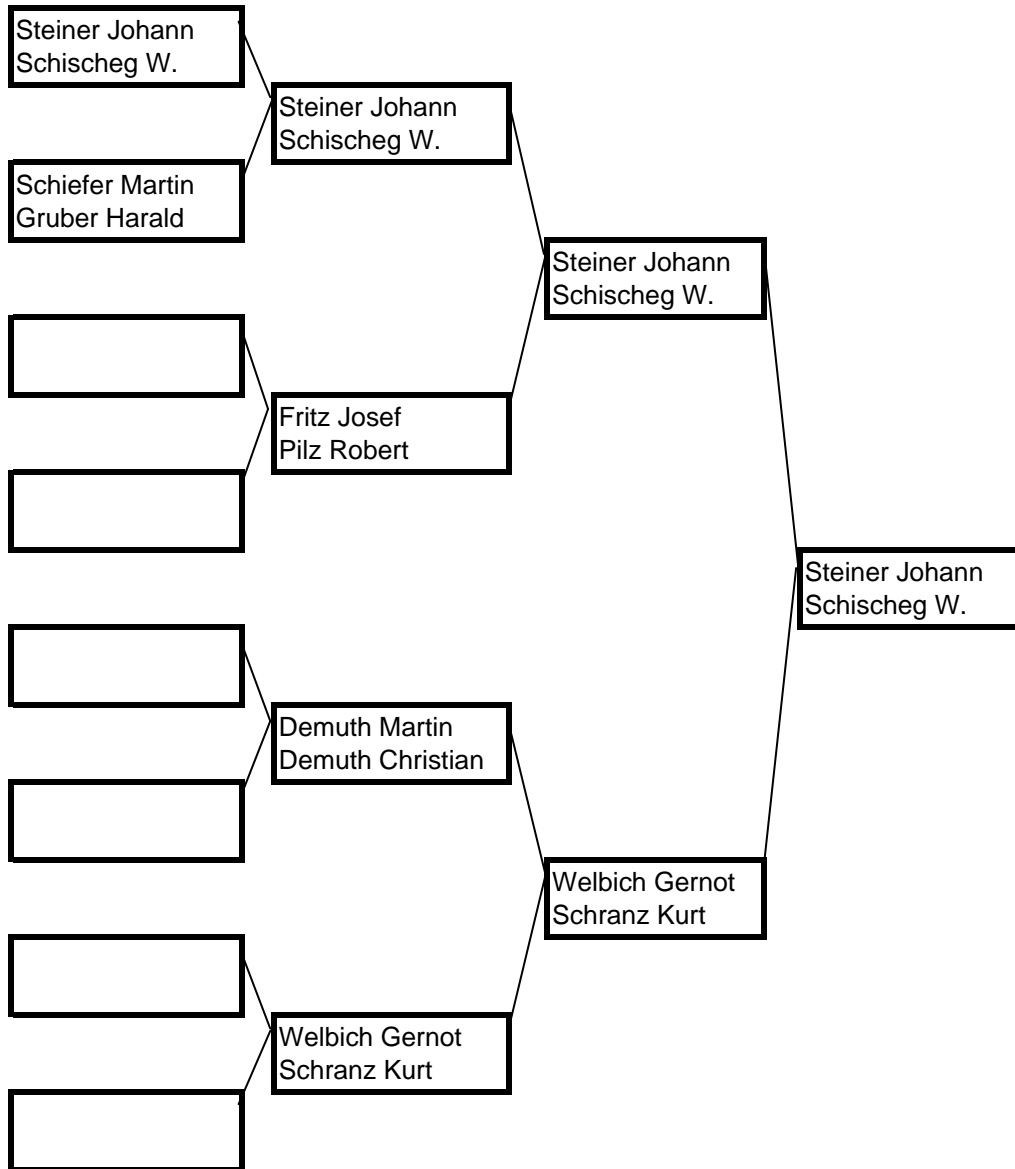 Steiner Johann
Schischeg W.
Steiner Johann
Schischeg W.
Schiefer Martin
Gruber Harald
Steiner Johann
Schischeg W.
Fritz Josef
Pilz Robert
Steiner Johann
Schischeg W.
Demuth Martin
Demuth Christian
Welbich Gernot
Schranz Kurt
Welbich Gernot
Schranz Kurt